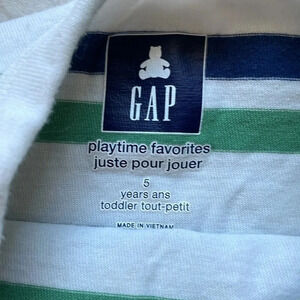 GAP
playtime favorites
juste pour jouer
5
years ans
toddler tout-petit
MADE IN VIETNAM